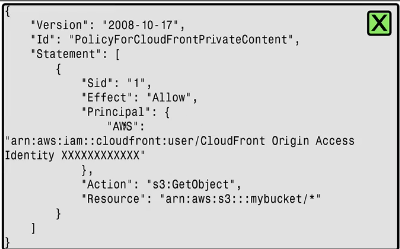 {
"Version": "2008-10-17",
"Id": "PolicyForCloudFrontPrivateContent",
"Statement": [
{
"Sid": "1",
"Effect": "Allow",
"Principal": {
"AWS":
"arn:aws:iam::cloudfront:user/CloudFront Origin Access
Identity XXXXXXXXXXXX"
},
"Action": "s3:GetObject",
"Resource": "arn:aws:s3:::mybucket/*"
}
]
}
X